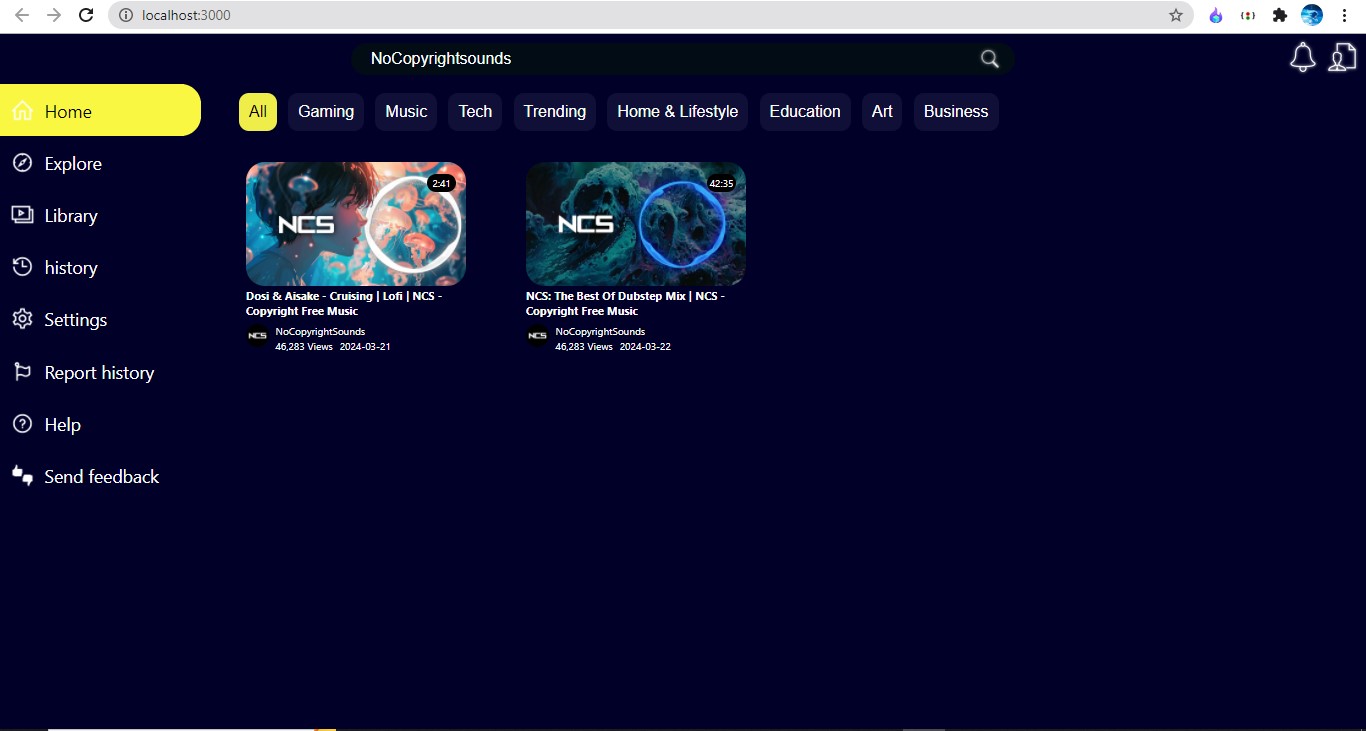 localhost:3000
NoCopyrightsounds
All Gaming Music Tech Trending Home & Lifestyle Education Art Business
Home
Explore
Library
history
Settings
Report history
Help
Send feedback
2:41
NCS
Dosi & Aisake - Cruising | Lofi | NCS -
Copyright Free Music
NCS
NoCopyrightSounds
46,283 Views 2024-03-21
42:35
NCS
NCS: The Best Of Dubstep Mix | NCS -
Copyright Free Music
NCS
NoCopyrightSounds
46,283 Views 2024-03-22